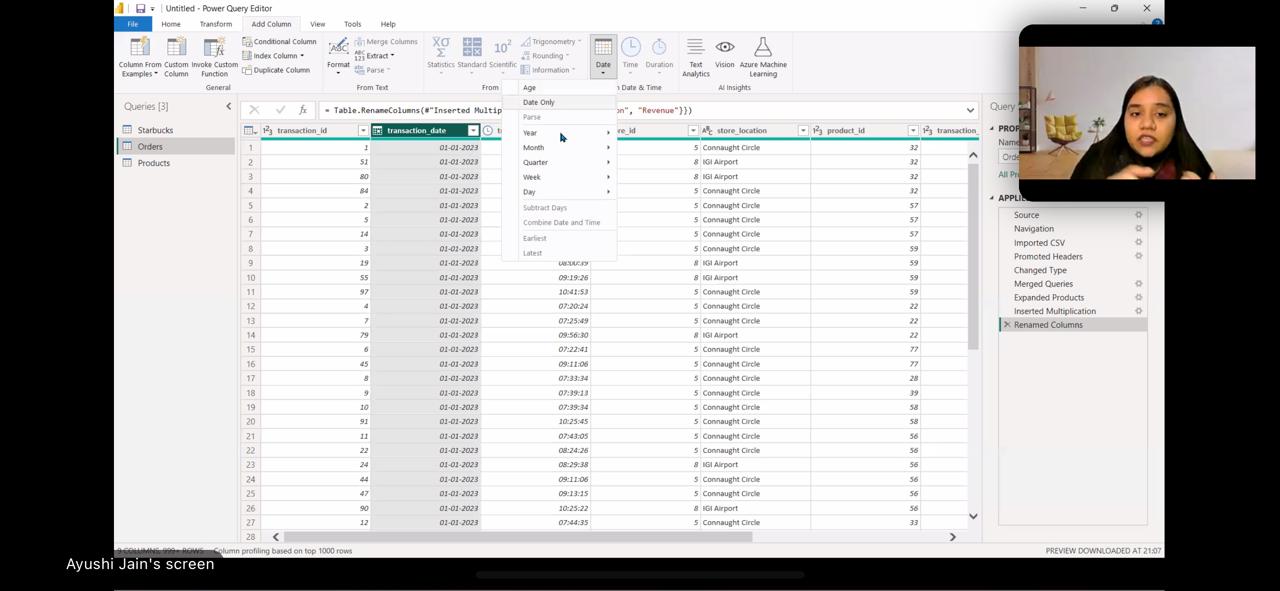 Untitled - Power Query Editor
File Home Transform Add Column View Tools Help
Column From Examples Custom Column Invoke Custom Function
Conditional Column
Index Column
Duplicate Column
General
Format
Merge Columns
Extract
Parse
From Text
Statistics Standard Scientific
10²
Trigonometry
Rounding
Information
From
Date Time Duration
Date & Time
Text Analytics Vision Azure Machine Learning
AI Insights
Age
Date Only
Parse
Year
Month
Quarter
Week
Day
Subtract Days
Combine Date and Time
Earliest
Latest
Queries [3]
Starbucks
Orders
Products
= Table.RenameColumns(#"Inserted Multip on", "Revenue"}})
transaction_id transaction_date store_location product_id transaction_
1 1 01-01-2023 5 Connaught Circle 32
2 51 01-01-2023 8 IGI Airport 32
3 80 01-01-2023 8 IGI Airport 32
4 84 01-01-2023 5 Connaught Circle 32
5 2 01-01-2023 5 Connaught Circle 57
6 5 01-01-2023 5 Connaught Circle 57
7 14 01-01-2023 5 Connaught Circle 57
8 3 01-01-2023 5 Connaught Circle 59
9 19 01-01-2023 08:00:39 8 IGI Airport 59
10 55 01-01-2023 09:19:26 8 IGI Airport 59
11 97 01-01-2023 10:41:53 5 Connaught Circle 59
12 4 01-01-2023 07:20:24 5 Connaught Circle 22
13 7 01-01-2023 07:25:49 5 Connaught Circle 22
14 79 01-01-2023 09:56:30 8 IGI Airport 22
15 6 01-01-2023 07:22:41 5 Connaught Circle 77
16 45 01-01-2023 09:11:06 5 Connaught Circle 77
17 8 01-01-2023 07:33:34 5 Connaught Circle 28
18 9 01-01-2023 07:39:13 5 Connaught Circle 39
19 10 01-01-2023 07:39:34 5 Connaught Circle 58
20 91 01-01-2023 10:25:45 5 Connaught Circle 58
21 11 01-01-2023 07:43:05 5 Connaught Circle 56
22 22 01-01-2023 08:24:26 5 Connaught Circle 56
23 24 01-01-2023 08:29:38 8 IGI Airport 56
24 44 01-01-2023 09:11:06 5 Connaught Circle 56
25 47 01-01-2023 09:13:15 5 Connaught Circle 56
26 90 01-01-2023 10:25:22 8 IGI Airport 56
27 12 01-01-2023 07:44:35 5 Connaught Circle 33
28
Query
PROP
Name
Orde
All Pr
APPLIE
Source
Navigation
Imported CSV
Promoted Headers
Changed Type
Merged Queries
Expanded Products
Inserted Multiplication
Renamed Columns
9 COLUMNS, 999+ ROWS Column profiling based on top 1000 rows
PREVIEW DOWNLOADED AT 21:07
Ayushi Jain's screen